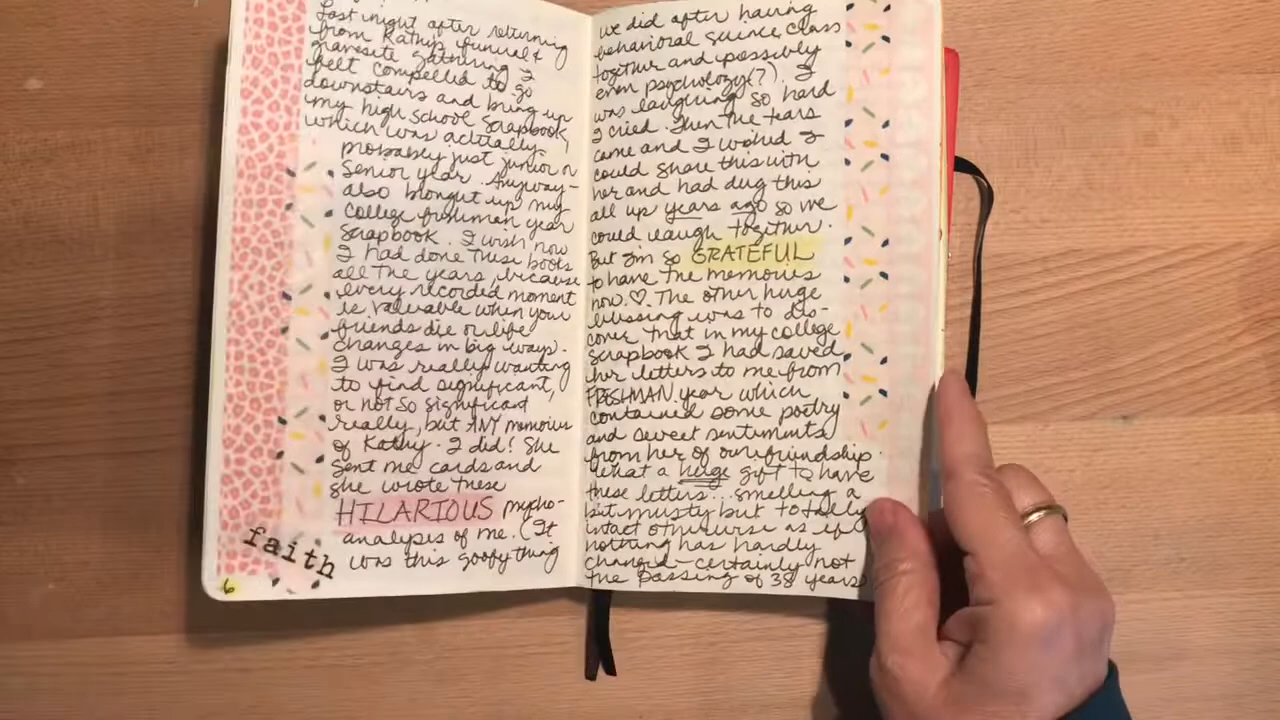 Last night after returning
from Kathy's funeral &
gravesite gathering I
felt compelled to go
downstairs and bring up
my high school scrapbook,
which was actually
probably just junior or
senior year. Anyway-
also brought up my
college freshman year
scrapbook. I wish now
I had done these books
all the years, because
every recorded moment
is valuable when your
friends die or life
changes in big ways.
I was really wanting
to find significant,
or not so significant
really, but ANY memories
of Kathy. I did! She
sent me cards and
she wrote these
HILARIOUS psycho-
analyses of me. (It
was this goofy thing
faith
6
we did after having
behavioral science class
together and possibly
even psychology(?). I
was laughing so hard
I cried. Then the tears
came and I wished I
could share this with
her and had dug this
all up years ago so we
could laugh together.
But I'm so GRATEFUL
to have the memories
now. ♡. The other huge
blessing was to dis-
cover that in my college
scrapbook I had saved
her letters to me from
FRESHMAN year which
contained some poetry
and sweet sentiments
from her of our friendship.
What a huge gift to have
these letters... smelling a
bit musty but totally
intact otherwise as if
nothing has hardly
changed - certainly not
the passing of 38 years